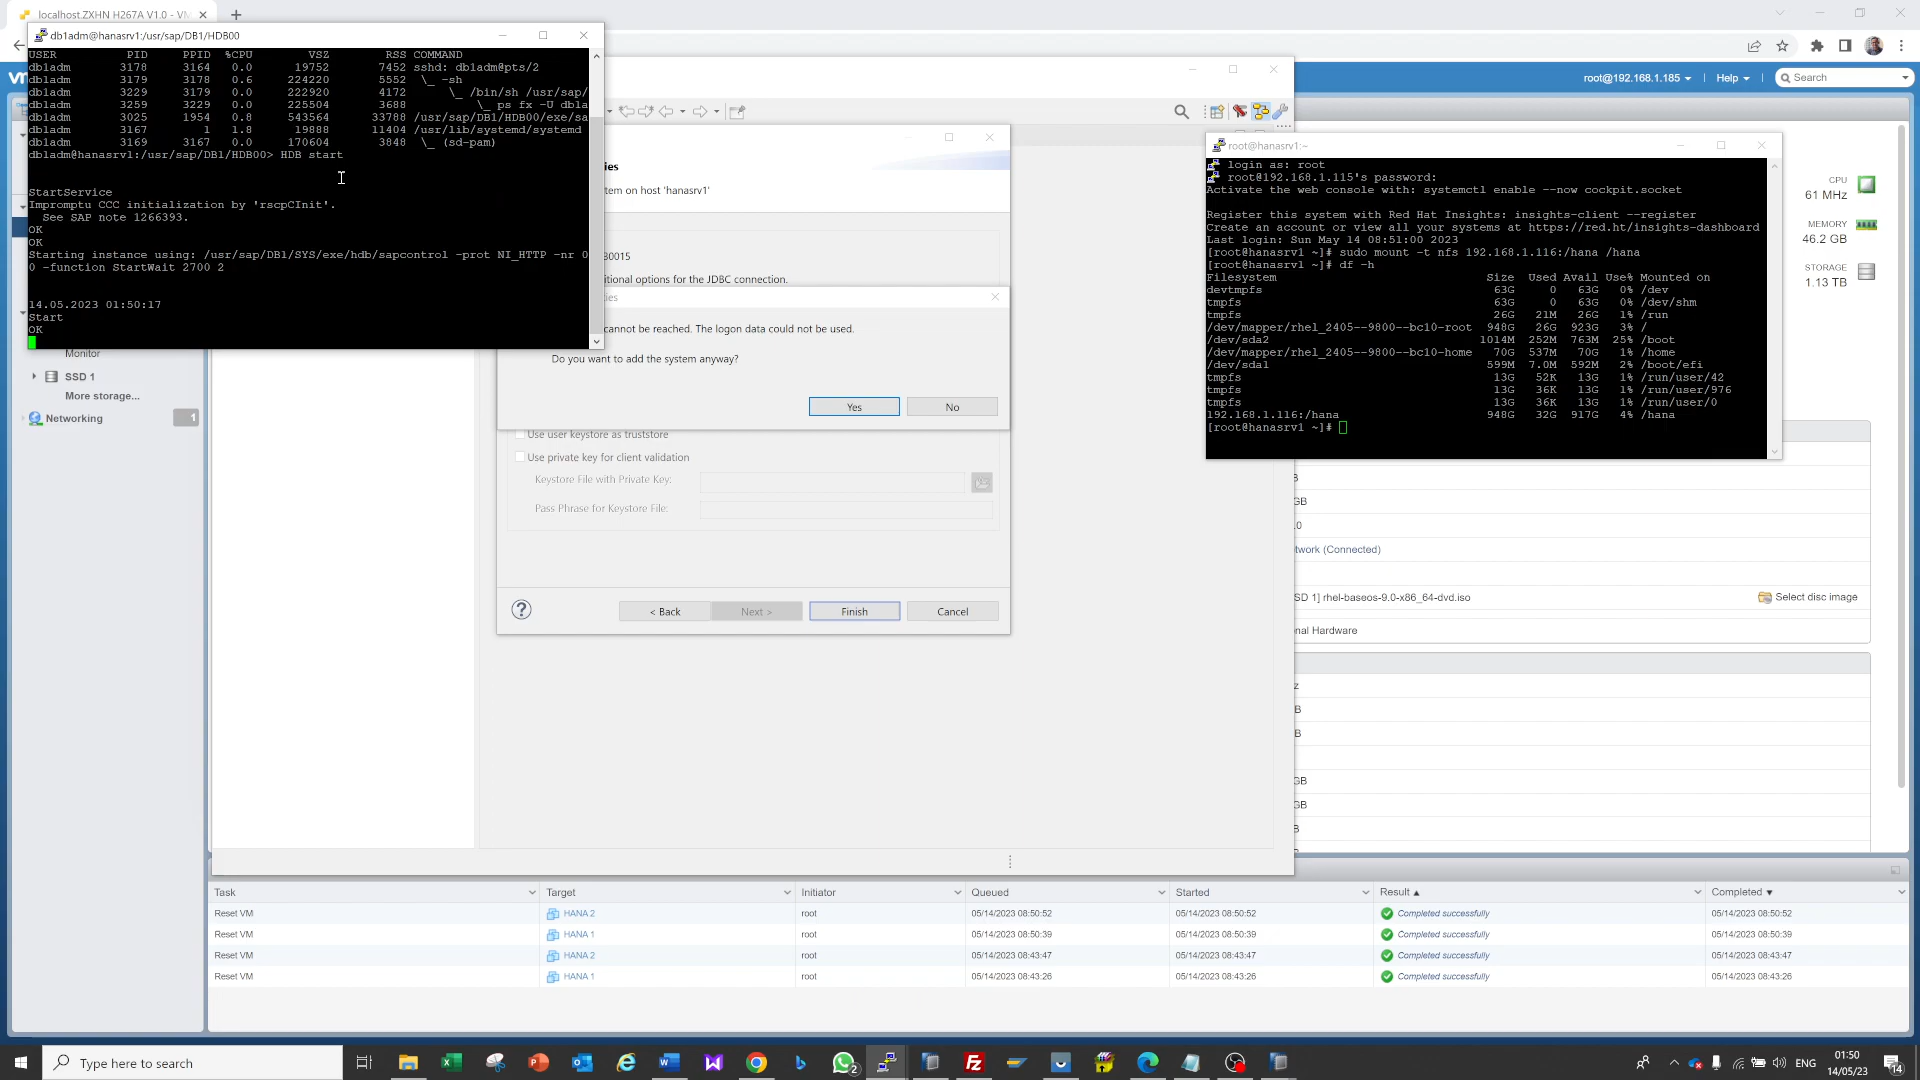 localhost.ZXHN H267A V1.0 - VM
db1adm@hanasrv1:/usr/sap/DB1/HDB00
USER PID PPID %CPU VSZ RSS COMMAND
db1adm 3178 3164 0.0 19752 7452 sshd: db1adm@pts/2
db1adm 3179 3178 0.6 224220 5552 \_ -sh
db1adm 3229 3179 0.0 222920 4172 \_ /bin/sh /usr/sap/
db1adm 3259 3229 0.0 225504 3688 \_ ps fx -U db1a
db1adm 3025 1954 0.8 543564 33788 /usr/sap/DB1/HDB00/exe/sa
db1adm 3167 1 1.8 19888 11404 /usr/lib/systemd/systemd
db1adm 3169 3167 0.0 170604 3848 \_ (sd-pam)
db1adm@hanasrv1:/usr/sap/DB1/HDB00> HDB start
StartService
Impromptu CCC initialization by 'rscpCInit'.
See SAP note 1266393.
OK
OK
Starting instance using: /usr/sap/DB1/SYS/exe/hdb/sapcontrol -prot NI_HTTP -nr 0
0 -function StartWait 2700 2
14.05.2023 01:50:17
Start
OK
vm
root@192.168.1.185
Help
Search
ies
tem on host 'hanasrv1'
30015
itional options for the JDBC connection.
ies
cannot be reached. The logon data could not be used.
Do you want to add the system anyway?
Yes
No
Use user keystore as truststore
Use private key for client validation
Keystore File with Private Key:
Pass Phrase for Keystore File:
< Back
Next >
Finish
Cancel
root@hanasrv1:~
login as: root
root@192.168.1.115's password:
Activate the web console with: systemctl enable --now cockpit.socket
Register this system with Red Hat Insights: insights-client --register
Create an account or view all your systems at https://red.ht/insights-dashboard
Last login: Sun May 14 08:51:00 2023
[root@hanasrv1 ~]# sudo mount -t nfs 192.168.1.116:/hana /hana
[root@hanasrv1 ~]# df -h
Filesystem Size Used Avail Use% Mounted on
devtmpfs 63G 0 63G 0% /dev
tmpfs 63G 0 63G 0% /dev/shm
tmpfs 26G 21M 26G 1% /run
/dev/mapper/rhel_2405--9800--bc10-root 948G 26G 923G 3% /
/dev/sda2 1014M 252M 763M 25% /boot
/dev/mapper/rhel_2405--9800--bc10-home 70G 537M 70G 1% /home
/dev/sda1 599M 7.0M 592M 2% /boot/efi
tmpfs 13G 52K 13G 1% /run/user/42
tmpfs 13G 36K 13G 1% /run/user/976
tmpfs 13G 36K 13G 1% /run/user/0
192.168.1.116:/hana 948G 32G 917G 4% /hana
[root@hanasrv1 ~]#
CPU
61 MHz
MEMORY
46.2 GB
STORAGE
1.13 TB
Monitor
SSD 1
More storage...
Networking
1
B
GB
.0
twork (Connected)
SD 1] rhel-baseos-9.0-x86_64-dvd.iso
Select disc image
nal Hardware
z
B
B
GB
GB
B
Task Target Initiator Queued Started Result Completed
Reset VM HANA 2 root 05/14/2023 08:50:52 05/14/2023 08:50:52 Completed successfully 05/14/2023 08:50:52
Reset VM HANA 1 root 05/14/2023 08:50:39 05/14/2023 08:50:39 Completed successfully 05/14/2023 08:50:39
Reset VM HANA 2 root 05/14/2023 08:43:47 05/14/2023 08:43:47 Completed successfully 05/14/2023 08:43:47
Reset VM HANA 1 root 05/14/2023 08:43:26 05/14/2023 08:43:26 Completed successfully 05/14/2023 08:43:26
Type here to search
2
ENG
01:50
14/05/23
14